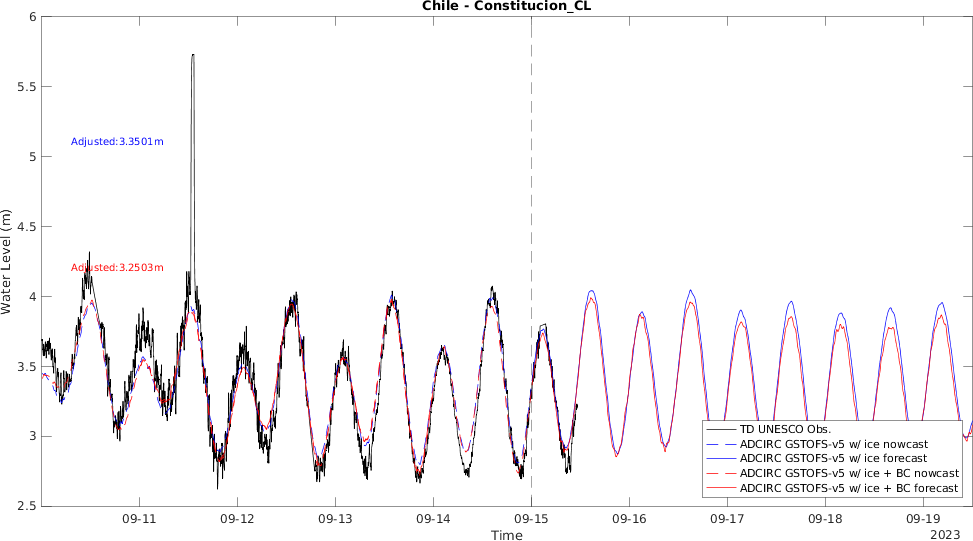 Chile - Constitucion_CL
6
5.5
5
4.5
4
3.5
3
2.5
Water Level (m)
Adjusted:3.3501m
Adjusted:3.2503m
TD UNESCO Obs.
ADCIRC GSTOFS-v5 w/ ice nowcast
ADCIRC GSTOFS-v5 w/ ice forecast
ADCIRC GSTOFS-v5 w/ ice + BC nowcast
ADCIRC GSTOFS-v5 w/ ice + BC forecast
09-11 09-12 09-13 09-14 09-15 09-16 09-17 09-18 09-19
Time
2023